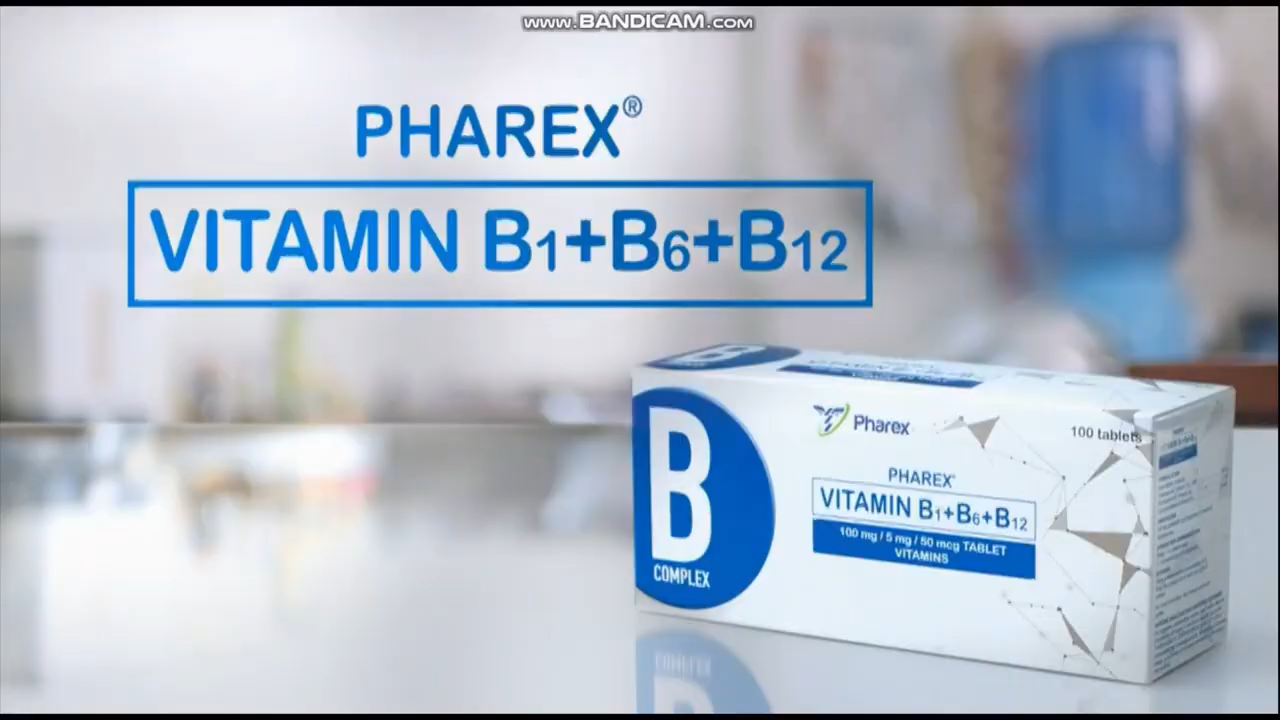 www.BANDICAM.com
PHAREX®
VITAMIN B1+B6+B12
B
Pharex
100 tablets
PHAREX®
VITAMIN B1+B6+B12
100 mg / 5 mg / 50 mcg TABLET
VITAMINS
B
COMPLEX